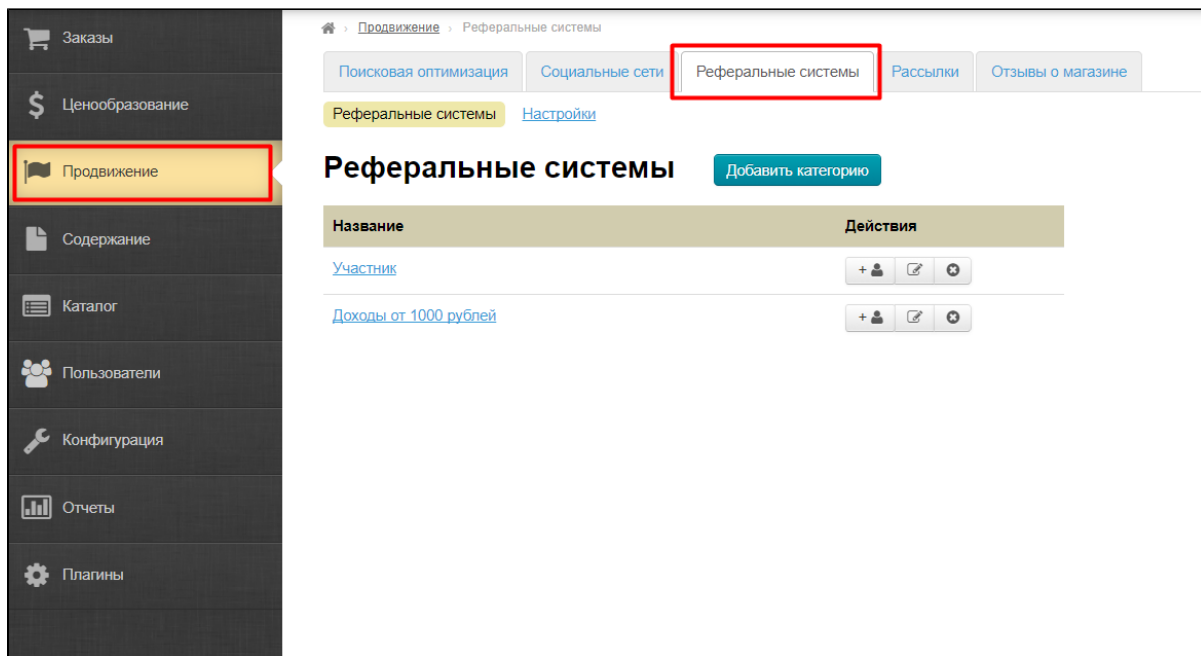 Заказы
Ценообразование
Продвижение
Содержание
Каталог
Пользователи
Конфигурация
Отчеты
Плагины
Продвижение › Реферальные системы
Поисковая оптимизация Социальные сети Реферальные системы Рассылки Отзывы о магазине
Реферальные системы Настройки
Реферальные системы Добавить категорию
Название Действия
Участник +
Доходы от 1000 рублей +